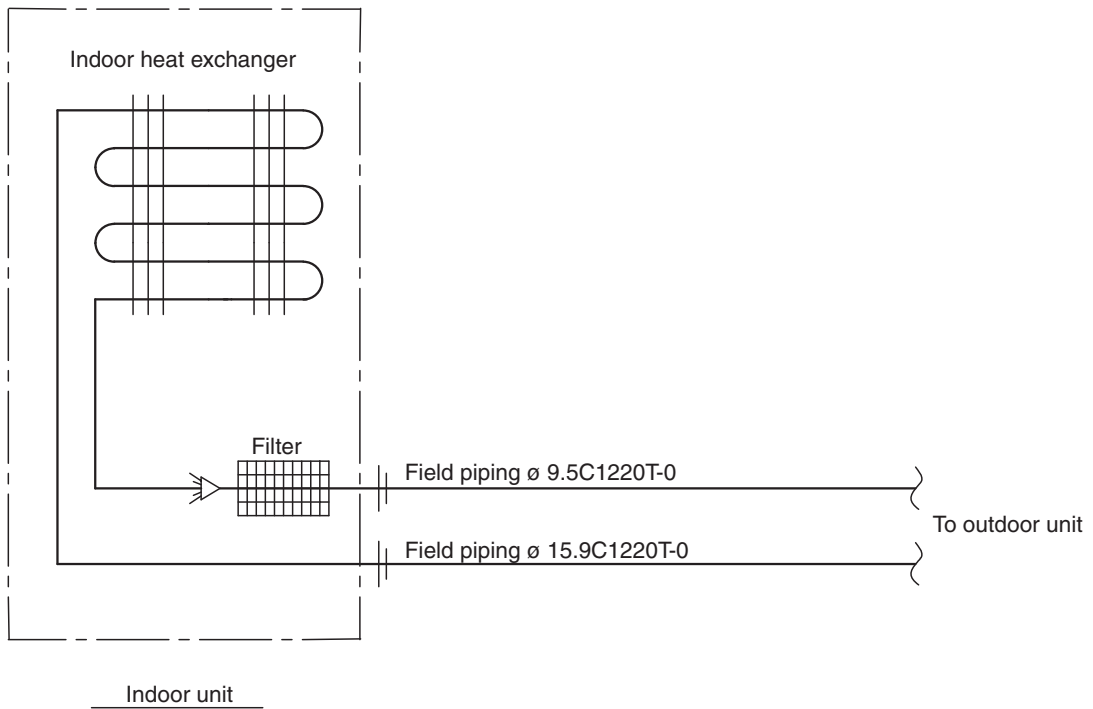 Indoor heat exchanger
Filter
Field piping ø 9.5C1220T-0
To outdoor unit
Field piping ø 15.9C1220T-0
Indoor unit